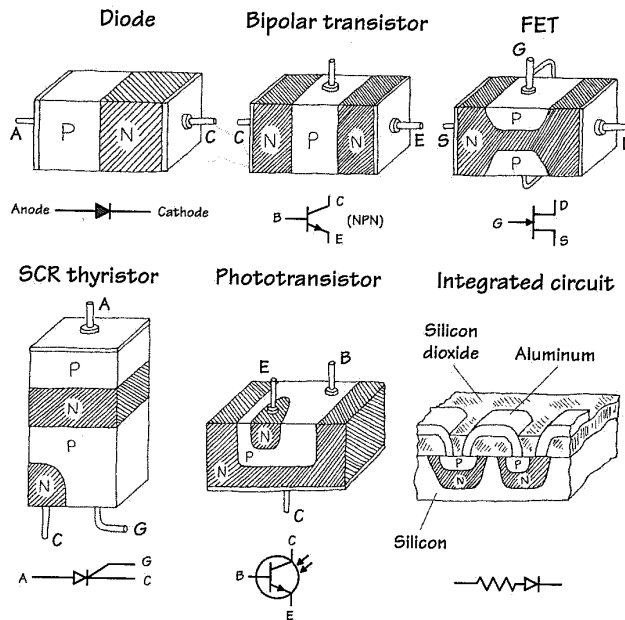 Diode
A
P
N
C
Anode
Cathode
Bipolar transistor
C
N
P
N
E
B
C
(NPN)
E
FET
G
S
N
P
P
G
D
S
SCR thyristor
A
P
N
P
N
C
G
A
G
C
Phototransistor
E
B
N
P
N
C
C
B
E
Integrated circuit
Silicon
dioxide
Aluminum
P
N
P
N
Silicon